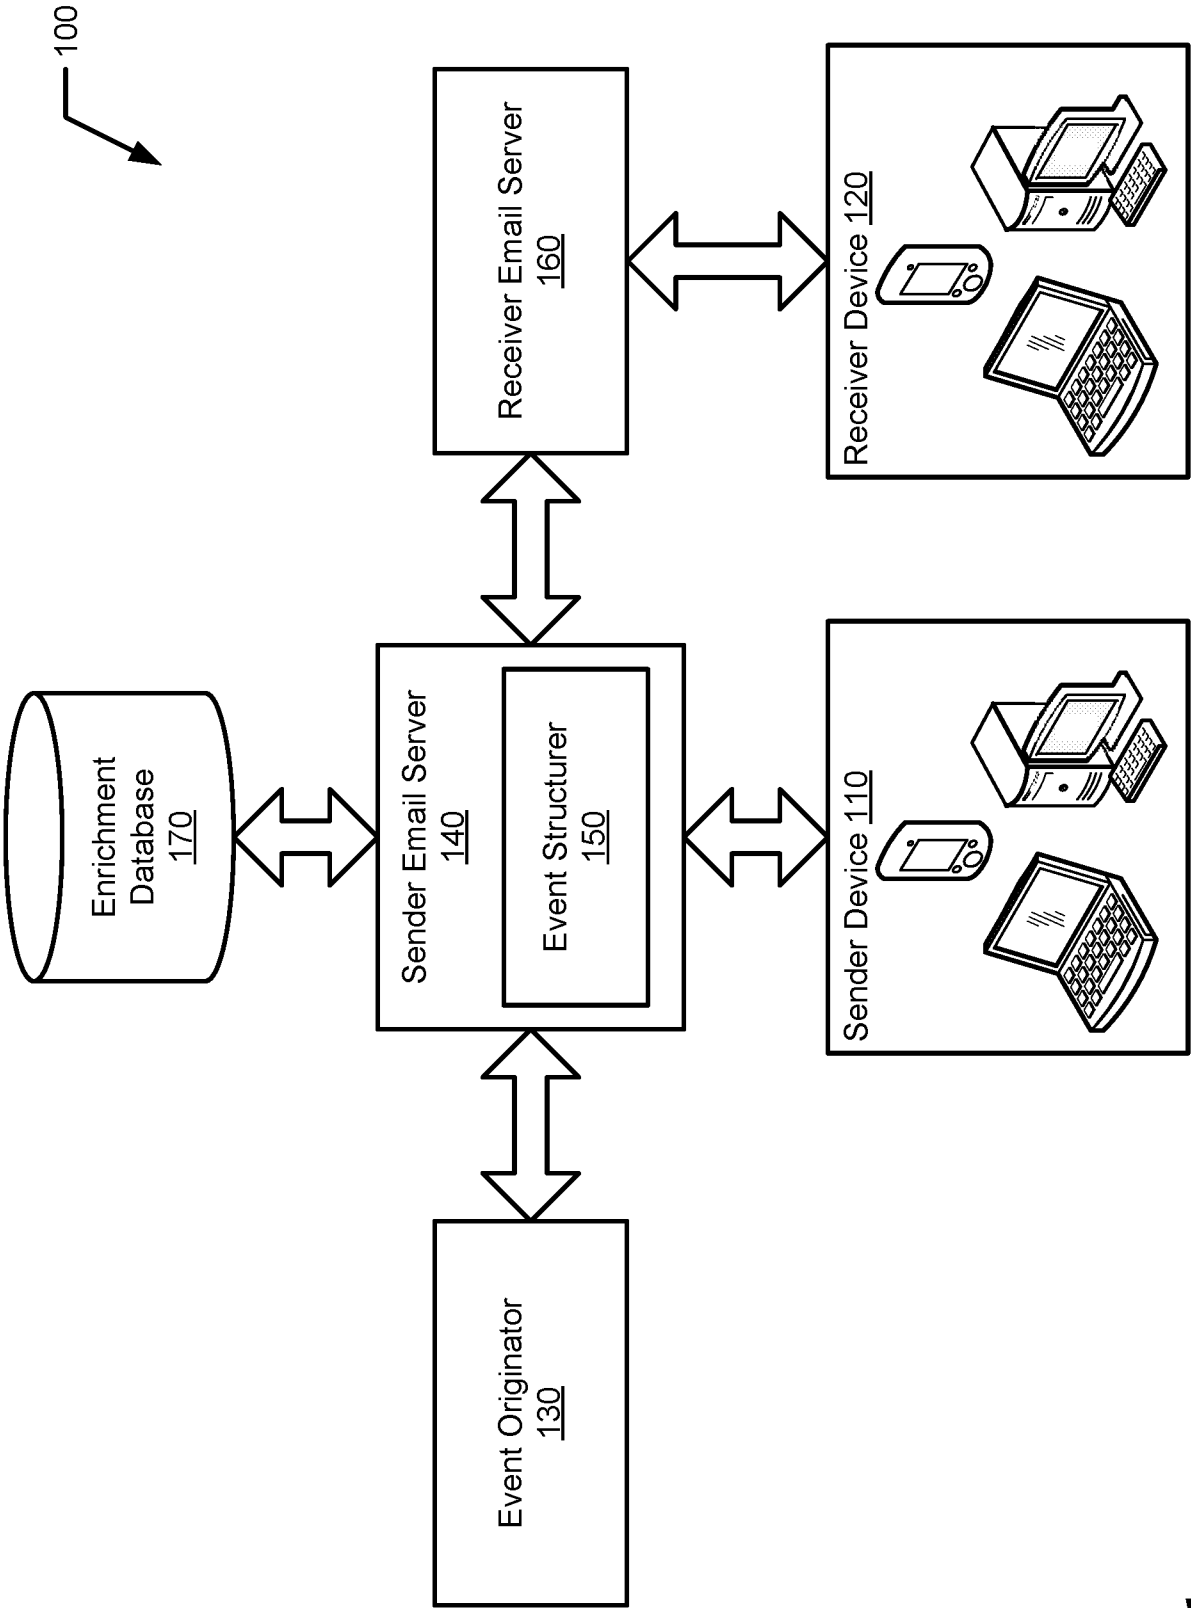 100
Enrichment
Database
170
Sender Email Server
140
Event Structurer
150
Event Originator
130
Receiver Email Server
160
Sender Device 110
Receiver Device 120